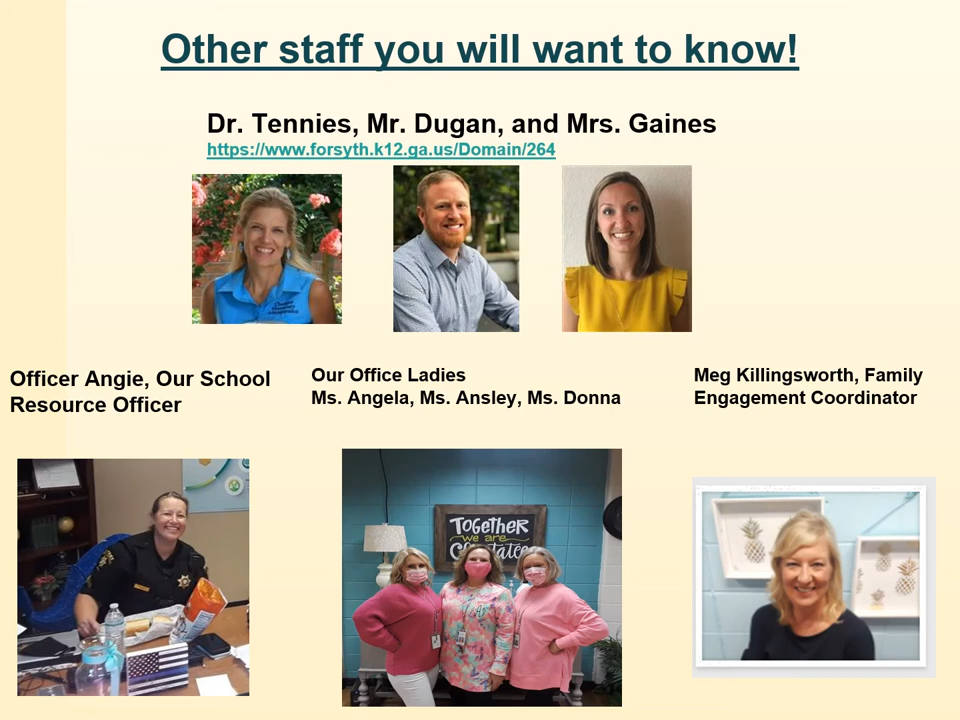 Other staff you will want to know!
Dr. Tennies, Mr. Dugan, and Mrs. Gaines
https://www.forsyth.k12.ga.us/Domain/264
Officer Angie, Our School
Resource Officer
Our Office Ladies
Ms. Angela, Ms. Ansley, Ms. Donna
Meg Killingsworth, Family
Engagement Coordinator
TOGETHER
we are